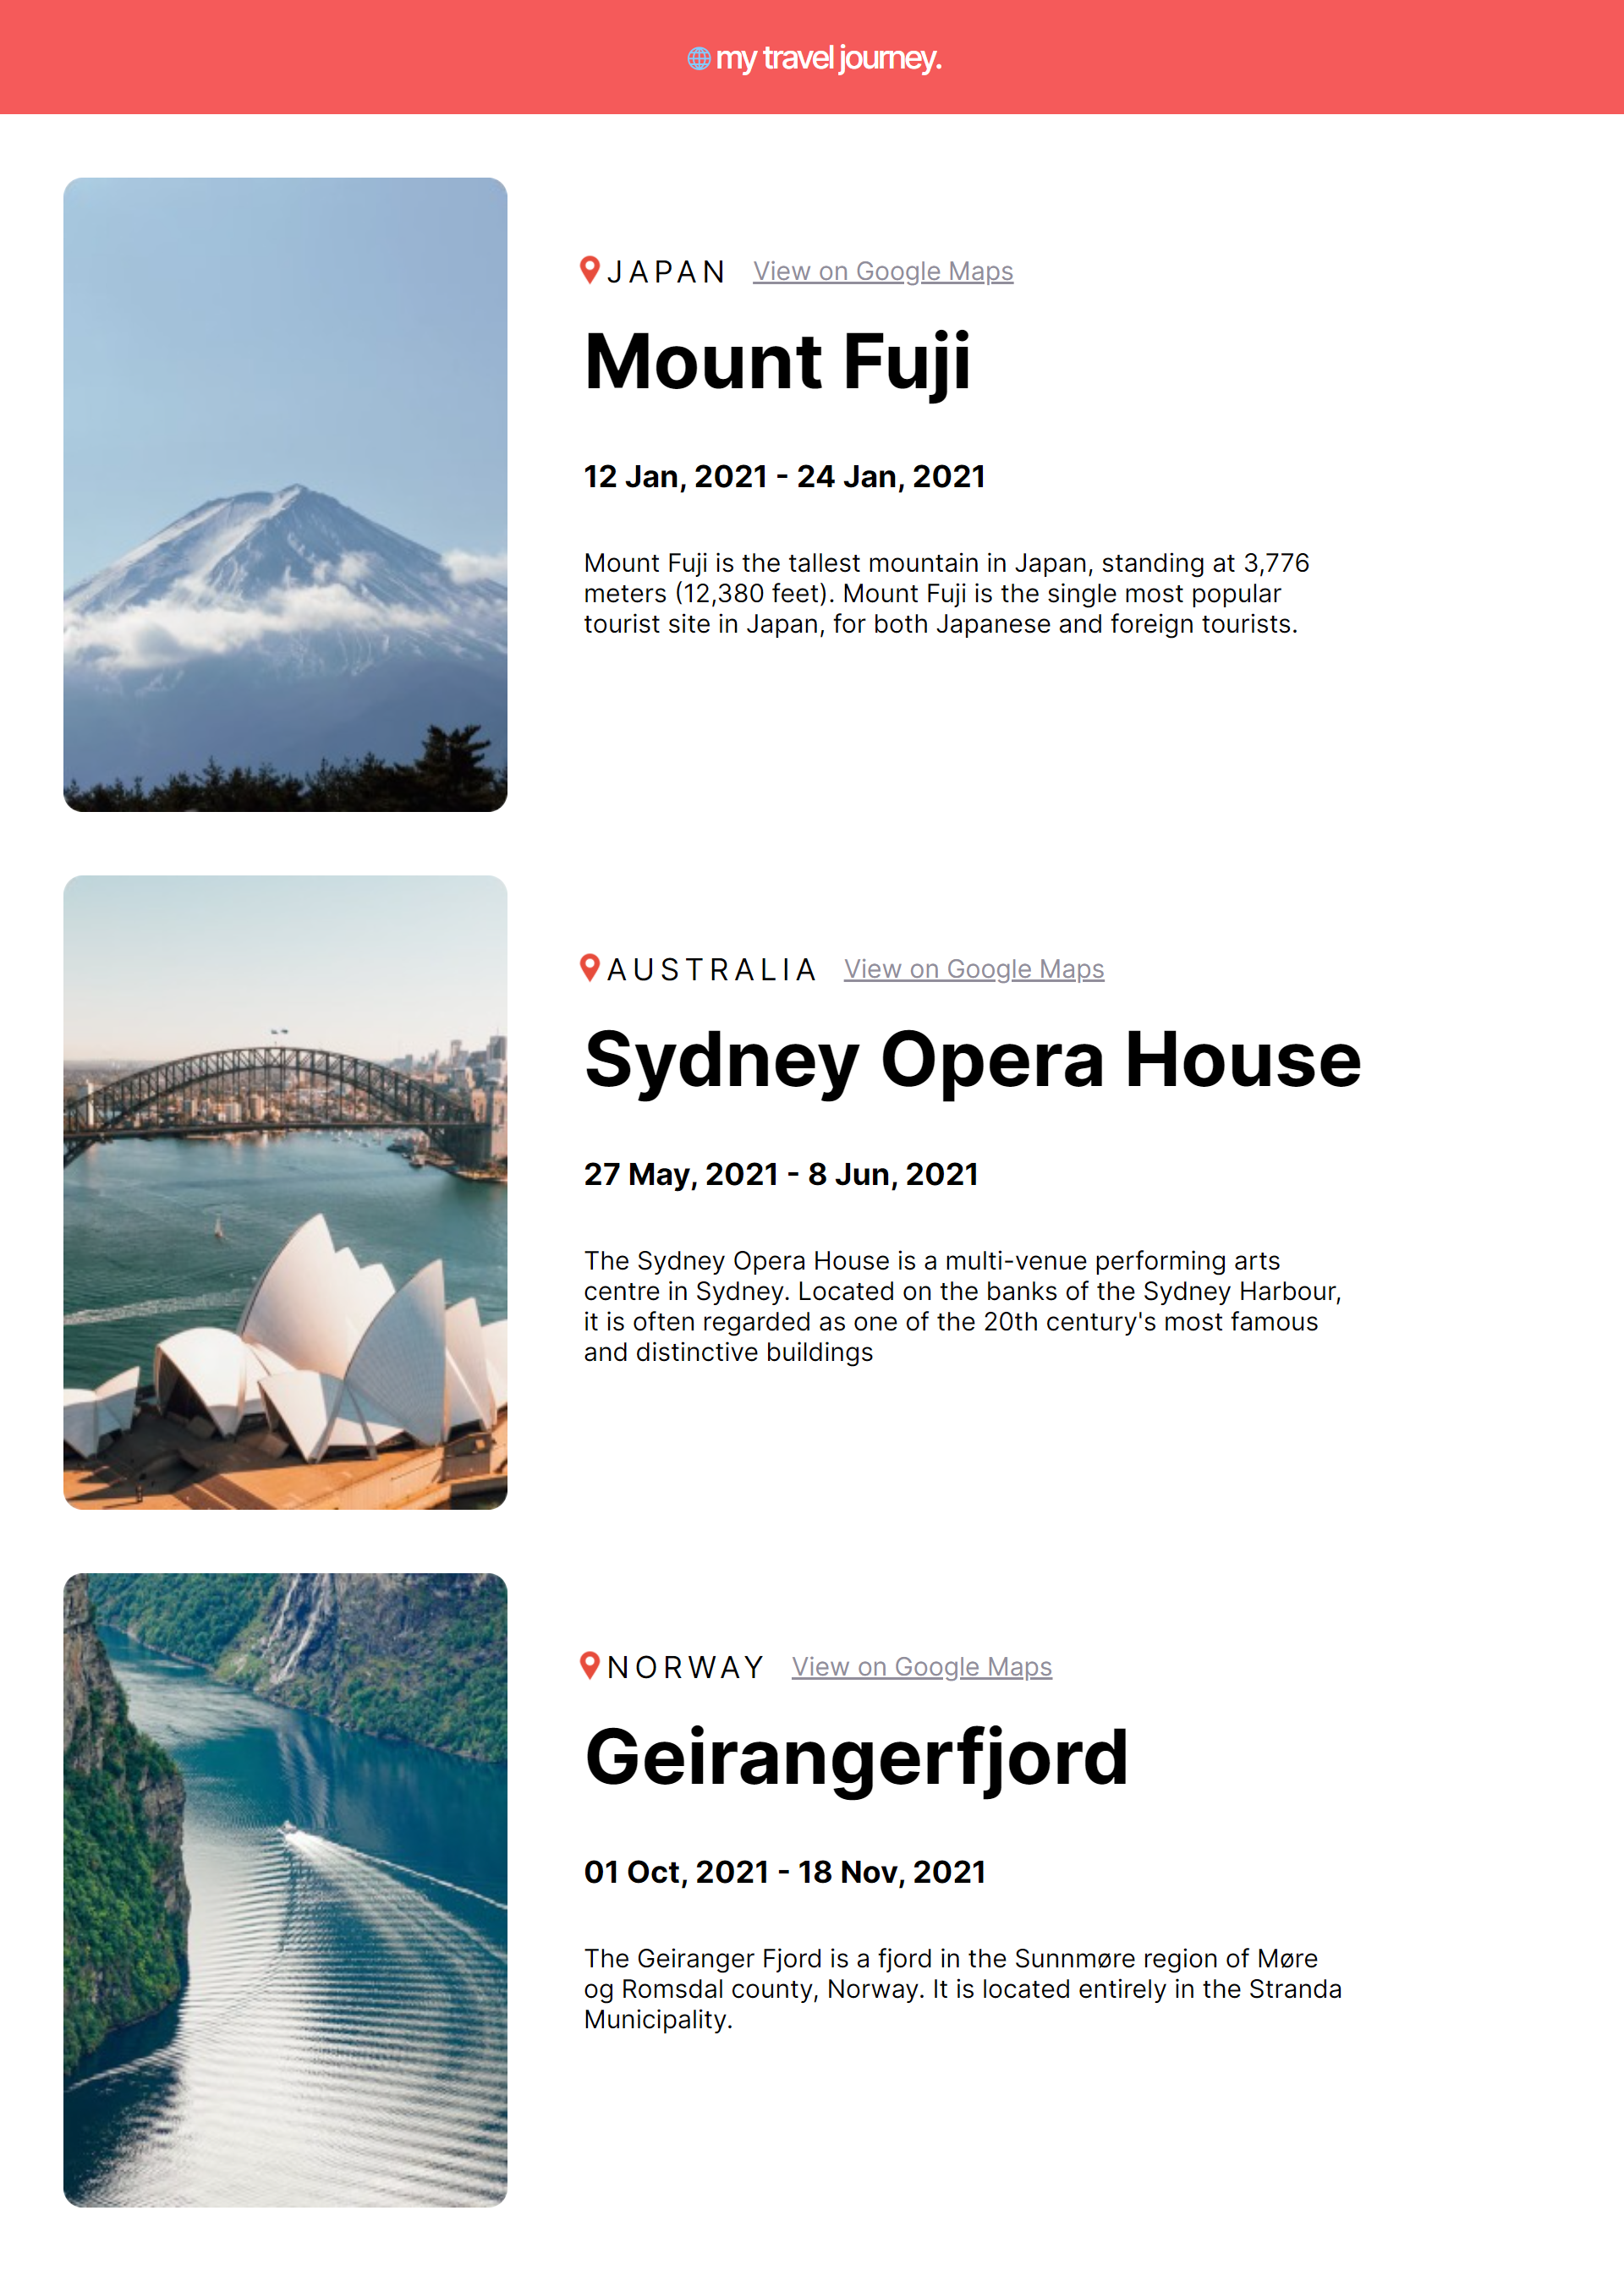 my travel journey.
JAPAN View on Google Maps
Mount Fuji
12 Jan, 2021 - 24 Jan, 2021
Mount Fuji is the tallest mountain in Japan, standing at 3,776
meters (12,380 feet). Mount Fuji is the single most popular
tourist site in Japan, for both Japanese and foreign tourists.
AUSTRALIA View on Google Maps
Sydney Opera House
27 May, 2021 - 8 Jun, 2021
The Sydney Opera House is a multi-venue performing arts
centre in Sydney. Located on the banks of the Sydney Harbour,
it is often regarded as one of the 20th century's most famous
and distinctive buildings
NORWAY View on Google Maps
Geirangerfjord
01 Oct, 2021 - 18 Nov, 2021
The Geiranger Fjord is a fjord in the Sunnmøre region of Møre
og Romsdal county, Norway. It is located entirely in the Stranda
Municipality.